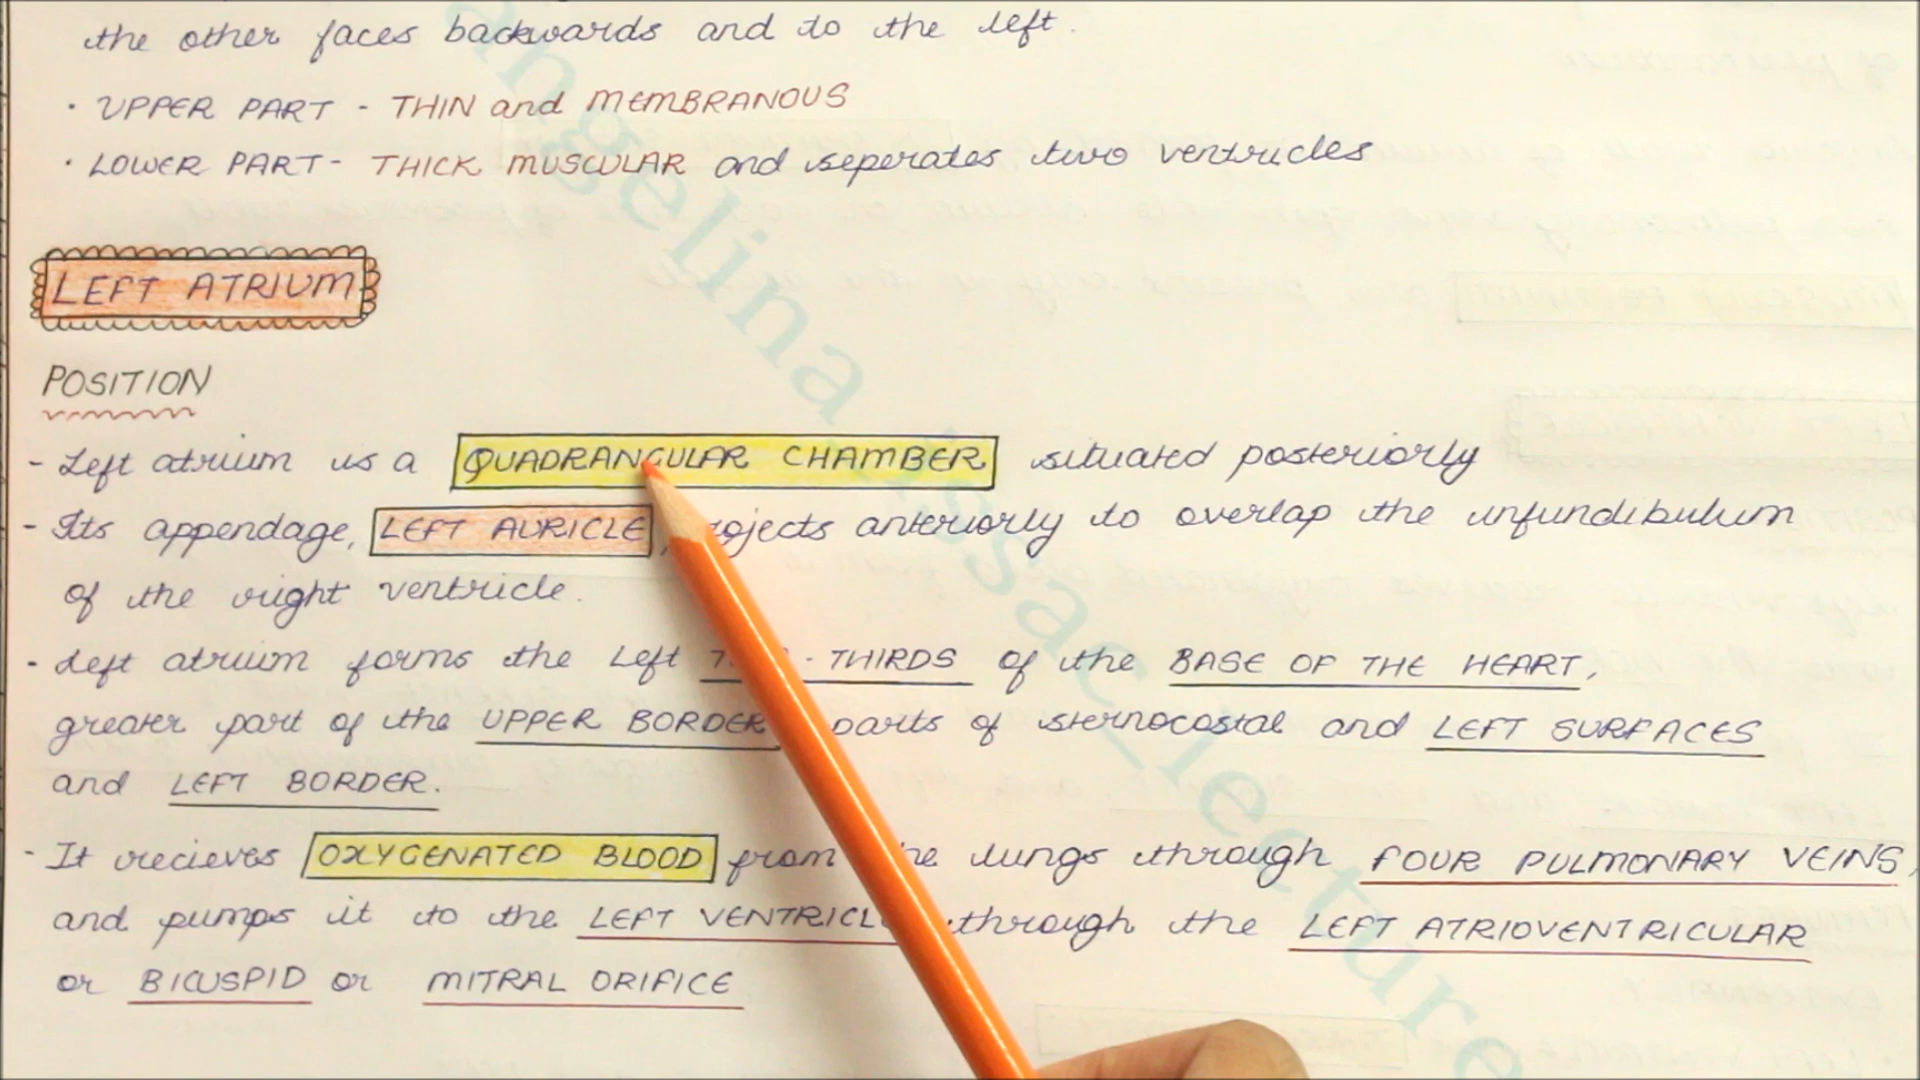 the other faces backwards and to the left.
· UPPER PART - THIN and MEMBRANOUS
· LOWER PART - THICK MUSCULAR and seperates two ventricles
LEFT ATRIUM
POSITION
- Left atrium is a QUADRANGULAR CHAMBER situated posteriorly
- Its appendage, LEFT AURICLE, rojects anteriorly to overlap the infundibulum
of the right ventricle.
- Left atrium forms the Left - THIRDS of the BASE OF THE HEART,
greater part of the UPPER BORDER parts of sternocostal and LEFT SURFACES
and LEFT BORDER.
- It recieves OXYGENATED BLOOD from he lungs through FOUR PULMONARY VEINS,
and pumps it to the LEFT VENTRICL through the LEFT ATRIOVENTRICULAR
or BICUSPID or MITRAL ORIFICE
angelina_issac_lecture